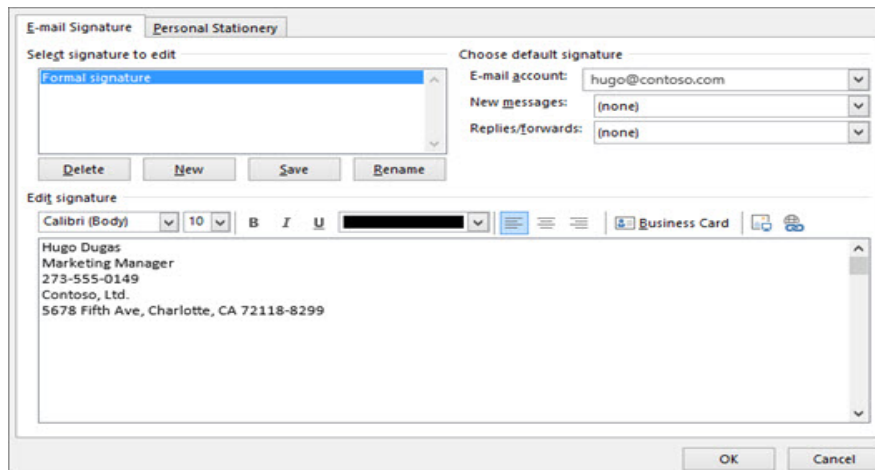 E-mail Signature
Personal Stationery
Select signature to edit
Formal signature
Delete
New
Save
Rename
Choose default signature
E-mail account:
hugo@contoso.com
New messages:
(none)
Replies/forwards:
(none)
Edit signature
Calibri (Body)
10
B
I
U
Business Card
Hugo Dugas
Marketing Manager
273-555-0149
Contoso, Ltd.
5678 Fifth Ave, Charlotte, CA 72118-8299
OK
Cancel